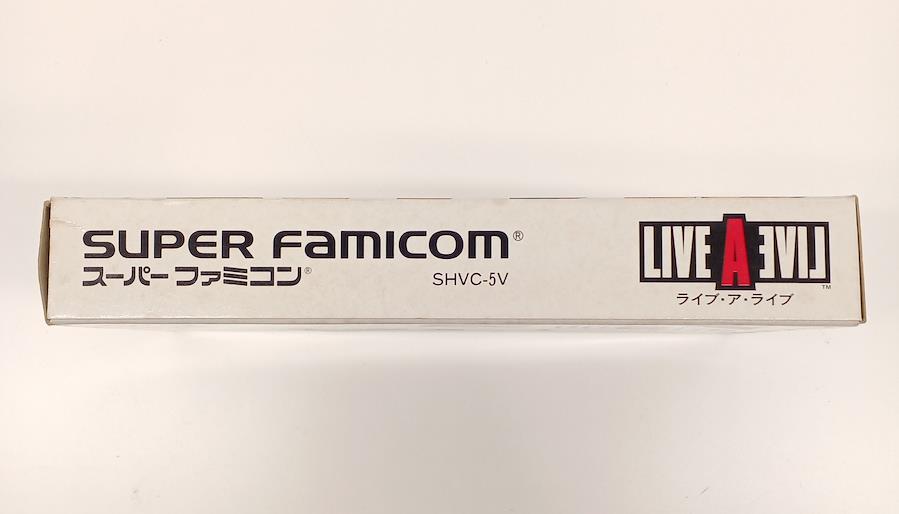 SUPER FAMICOM®
スーパーファミコン®
SHVC-5V
LIVE A EVIL™
ライブ・ア・ライブ